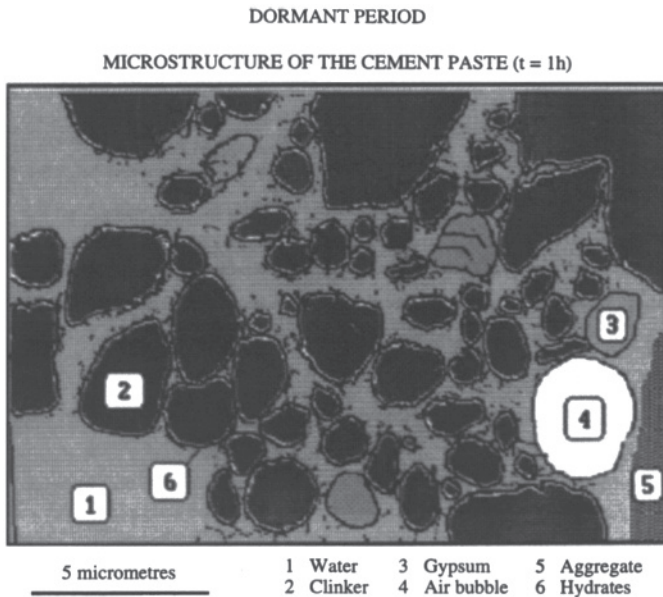 DORMANT PERIOD
MICROSTRUCTURE OF THE CEMENT PASTE (t = 1h)
3
2
4
6
5
1
5 micrometres
1 Water 3 Gypsum 5 Aggregate
2 Clinker 4 Air bubble 6 Hydrates